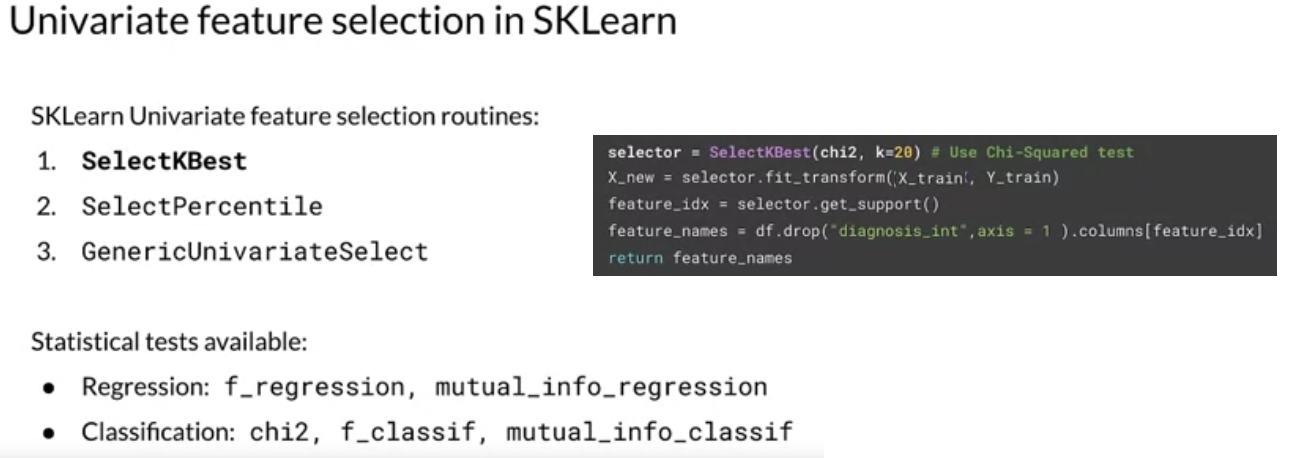 Univariate feature selection in SKLearn
SKLearn Univariate feature selection routines:
1. SelectKBest
2. SelectPercentile
3. GenericUnivariateSelect
selector = SelectKBest(chi2, k=20) # Use Chi-Squared test
X_new = selector.fit_transform(X_train, Y_train)
feature_idx = selector.get_support()
feature_names = df.drop("diagnosis_int",axis = 1 ).columns[feature_idx]
return feature_names
Statistical tests available:
● Regression: f_regression, mutual_info_regression
● Classification: chi2, f_classif, mutual_info_classif